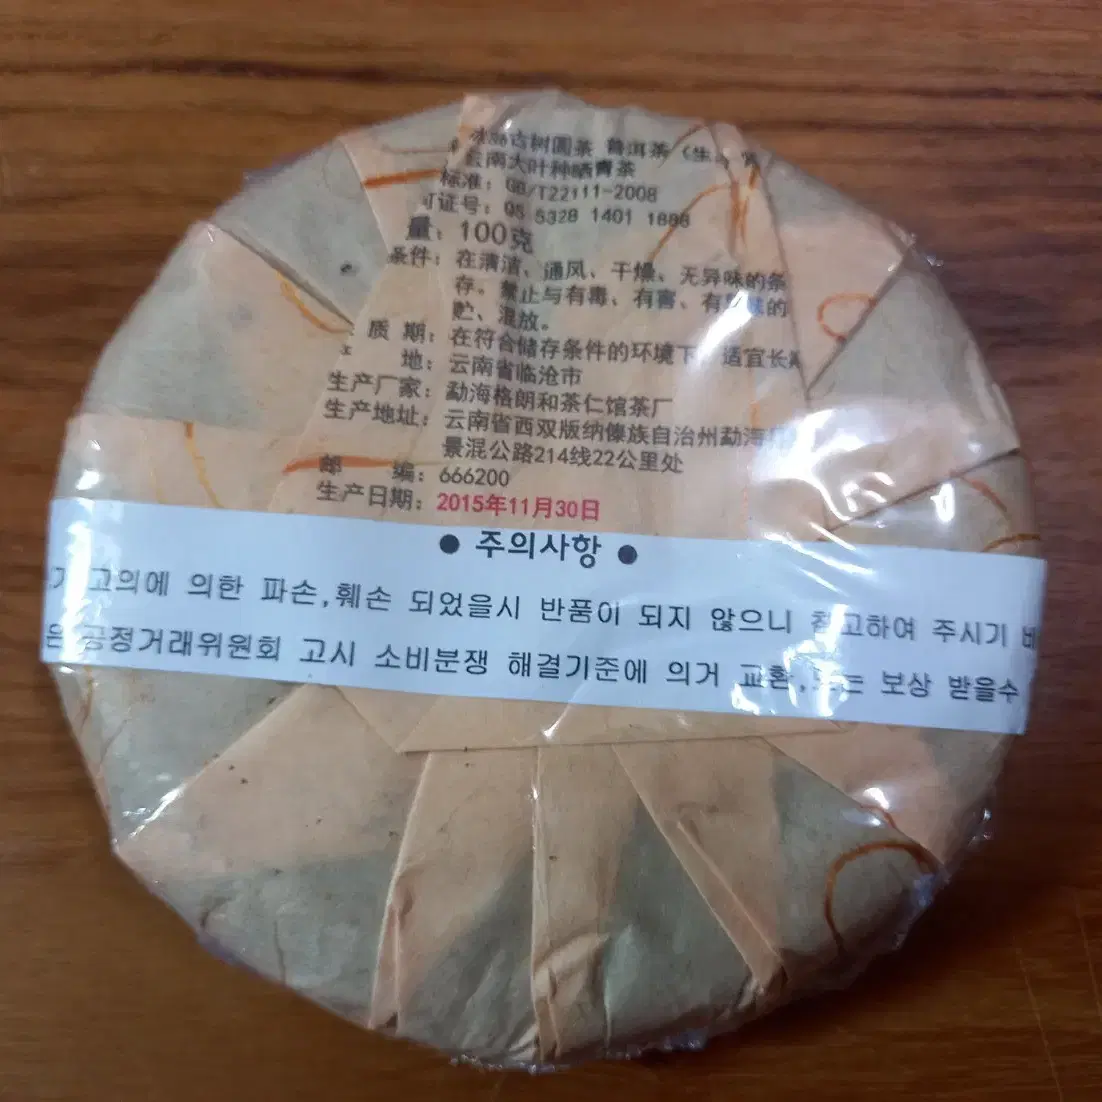 古树圆茶 普洱茶（生
云南大叶种晒青茶
标准：GB/T22111-2008
可证号：QS 5328 1401 1688
量：100克
条件：在清洁、通风、干燥、无异味的条
存。禁止与有毒、有害、有异味的
贮、混放。
质 期：在符合储存条件的环境下，适宜长期
地：云南省临沧市
生产厂家：勐海格朗和茶仁馆茶厂
生产地址：云南省西双版纳傣族自治州勐海
景混公路214线22公里处
邮 编：666200
生产日期：2015年11月30日
● 주의사항 ●
고의에 의한 파손,훼손 되었을시 반품이 되지 않으니 참고하여 주시기 바
은 공정거래위원회 고시 소비분쟁 해결기준에 의거 교환,또는 보상 받을수